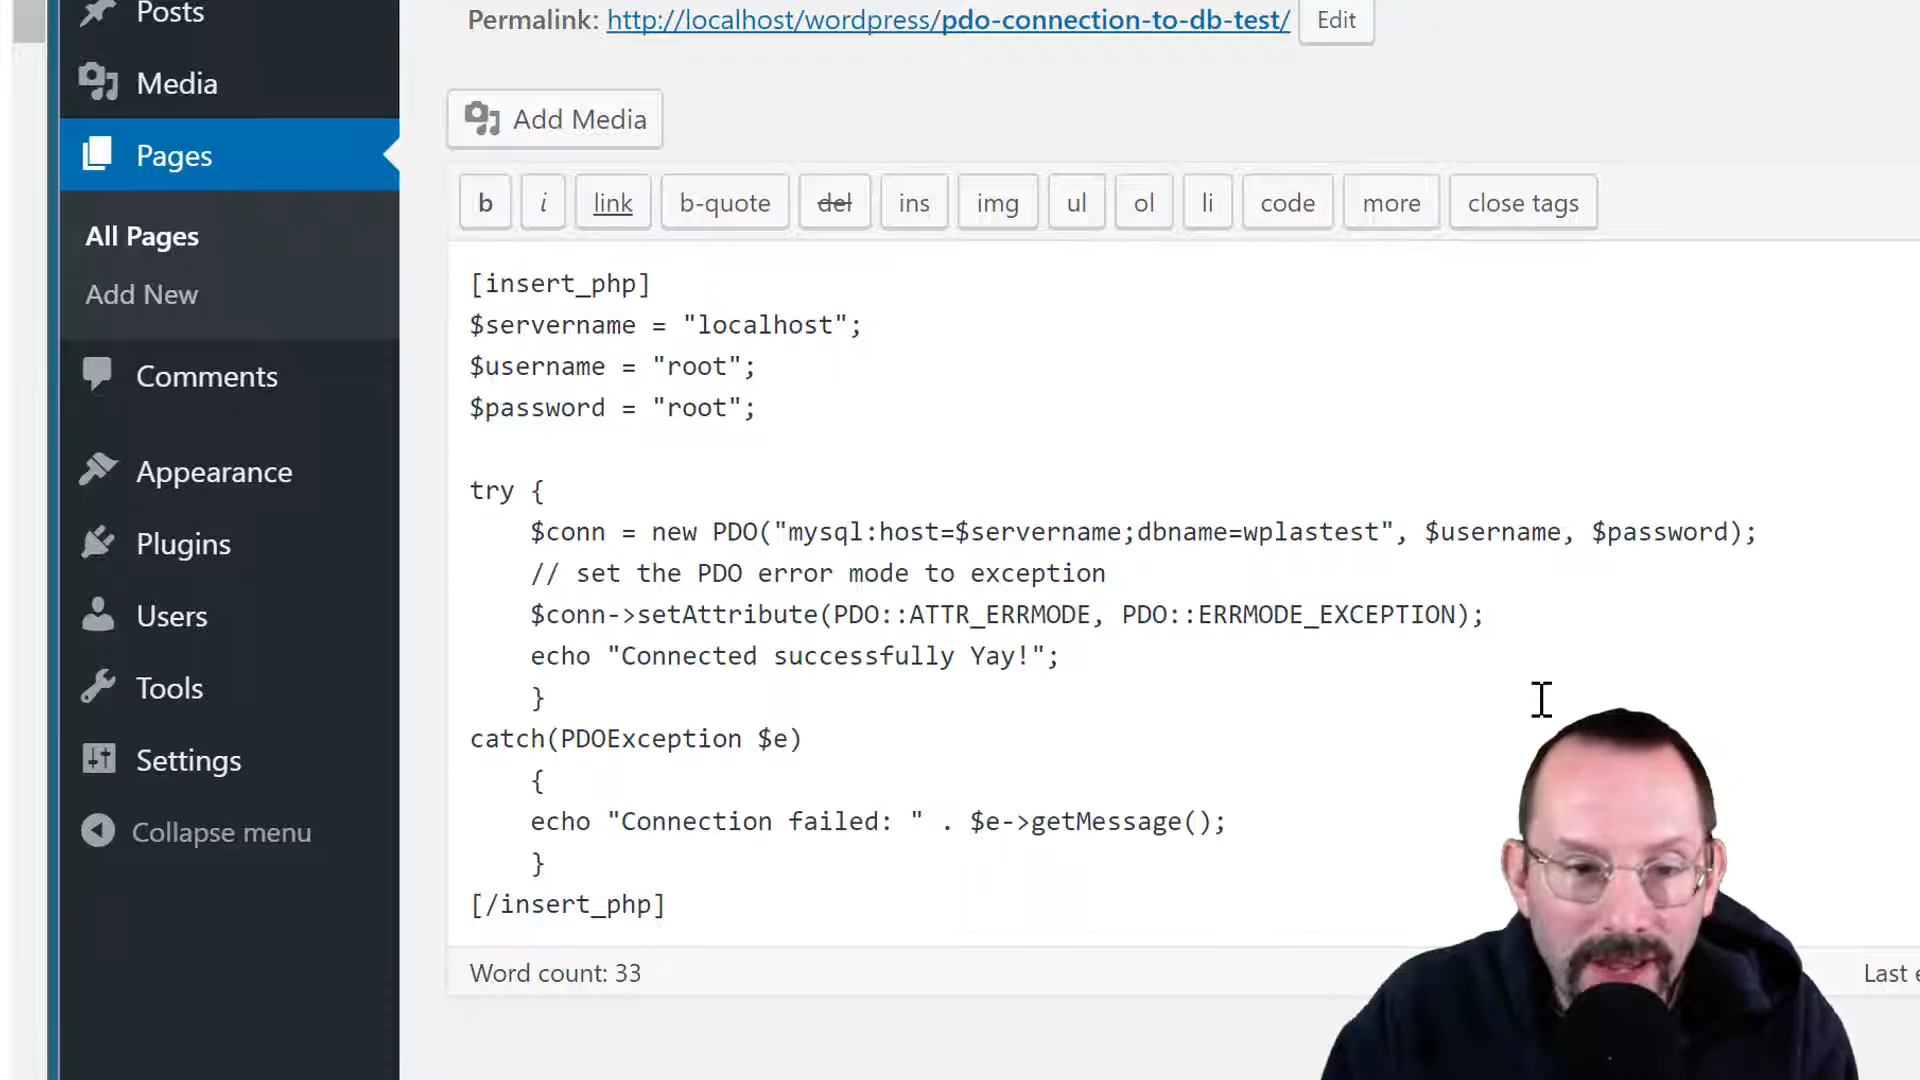 Posts
Media
Pages
All Pages
Add New
Comments
Appearance
Plugins
Users
Tools
Settings
Collapse menu
Permalink: http://localhost/wordpress/pdo-connection-to-db-test/ Edit
Add Media
b i link b-quote del ins img ul ol li code more close tags
[insert_php]
$servername = "localhost";
$username = "root";
$password = "root";
try {
$conn = new PDO("mysql:host=$servername;dbname=wplastest", $username, $password);
// set the PDO error mode to exception
$conn->setAttribute(PDO::ATTR_ERRMODE, PDO::ERRMODE_EXCEPTION);
echo "Connected successfully Yay!";
}
catch(PDOException $e)
{
echo "Connection failed: " . $e->getMessage();
}
[/insert_php]
Word count: 33
Last